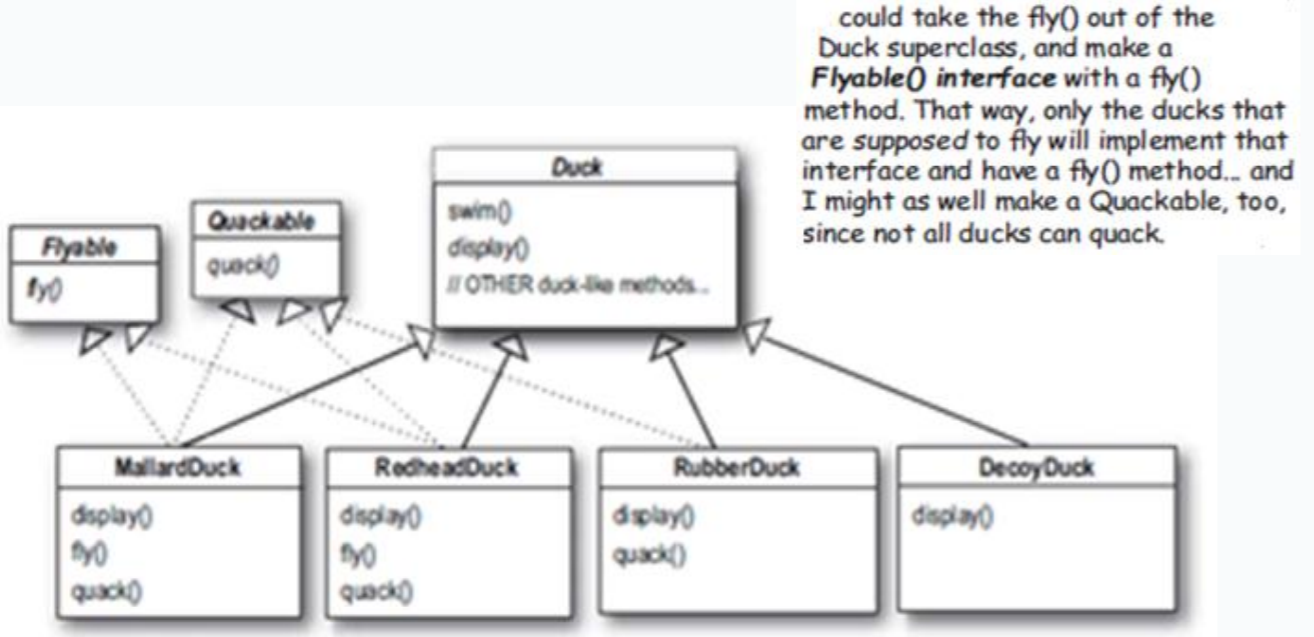 could take the fly() out of the
Duck superclass, and make a
Flyable() interface with a fly()
method. That way, only the ducks that
are supposed to fly will implement that
interface and have a fly() method... and
I might as well make a Quackable, too,
since not all ducks can quack.
Duck
swim()
display()
// OTHER duck-like methods...
Quackable
quack()
Flyable
fly()
MallardDuck
display()
fly()
quack()
RedheadDuck
display()
fly()
quack()
RubberDuck
display()
quack()
DecoyDuck
display()